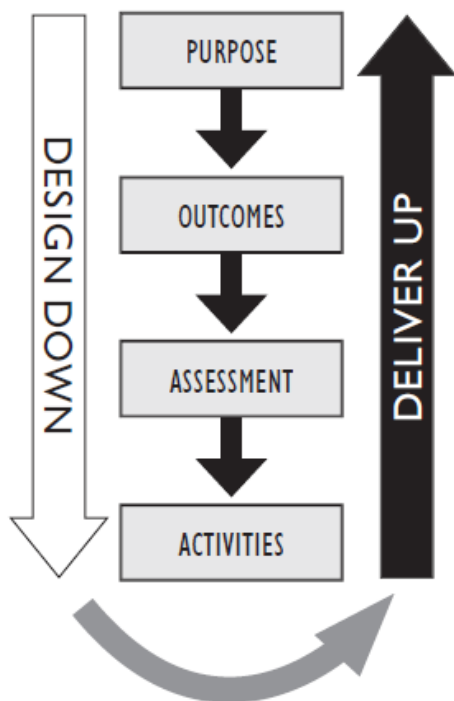 PURPOSE
OUTCOMES
ASSESSMENT
ACTIVITIES
DESIGN DOWN
DELIVER UP